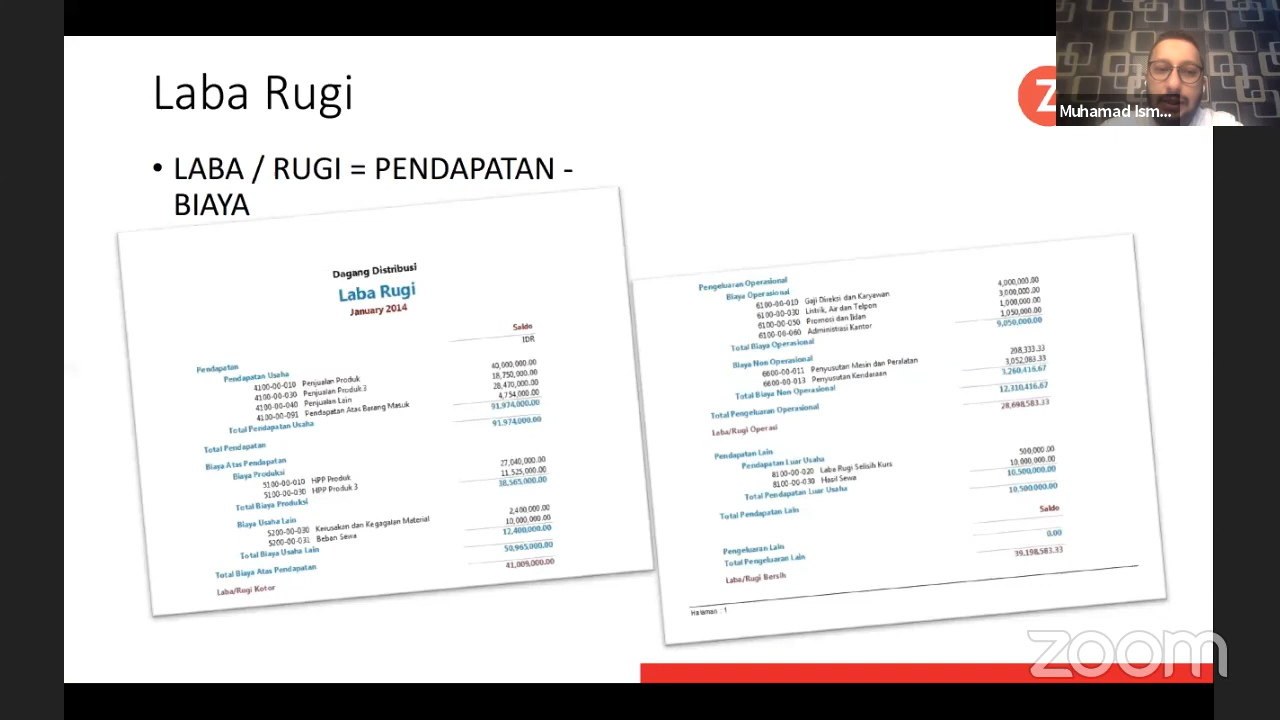 Laba Rugi
Z
Muhamad Ism...
• LABA / RUGI = PENDAPATAN -
BIAYA
Dagang Distribusi
Laba Rugi
January 2014
Saldo
IDR
Pendapatan
Pendapatan Usaha
4100-00-010 Penjualan Produk 40,000,000.00
4100-00-030 Penjualan Produk 3 18,750,000.00
4100-00-040 Penjualan Lain 28,470,000.00
4100-00-091 Pendapatan Atas Barang Masuk 4,754,000.00
Total Pendapatan Usaha 91,974,000.00
Total Pendapatan 91,974,000.00
Biaya Atas Pendapatan
Biaya Produksi
5100-00-010 HPP Produk 27,040,000.00
5100-00-030 HPP Produk 3 11,525,000.00
Total Biaya Produksi 38,565,000.00
Biaya Usaha Lain
5200-00-030 Kerusakan dan Kegagalan Material 2,400,000.00
5200-00-031 Beban Sewa 10,000,000.00
Total Biaya Usaha Lain 12,400,000.00
Total Biaya Atas Pendapatan 50,965,000.00
Laba/Rugi Kotor 41,009,000.00
Pengeluaran Operasional
Biaya Operasional
6100-00-010 Gaji Direksi dan Karyawan 4,000,000.00
6100-00-030 Listrik, Air dan Telpon 3,000,000.00
6100-00-050 Promosi dan Iklan 1,000,000.00
6100-00-060 Administrasi Kantor 1,050,000.00
Total Biaya Operasional 9,050,000.00
Biaya Non Operasional
6600-00-011 Penyusutan Mesin dan Peralatan 208,333.33
6600-00-013 Penyusutan Kendaraan 3,052,083.33
Total Biaya Non Operasional 3,260,416.67
Total Pengeluaran Operasional 12,310,416.67
Laba/Rugi Operasi 28,698,583.33
Pendapatan Lain
Pendapatan Luar Usaha
8100-00-020 Laba Rugi Selisih Kurs 500,000.00
8100-00-030 Hasil Sewa 10,000,000.00
Total Pendapatan Luar Usaha 10,500,000.00
Total Pendapatan Lain 10,500,000.00
Saldo
Pengeluaran Lain
Total Pengeluaran Lain 0.00
Laba/Rugi Bersih 39,198,583.33
Halaman : 1
zoom